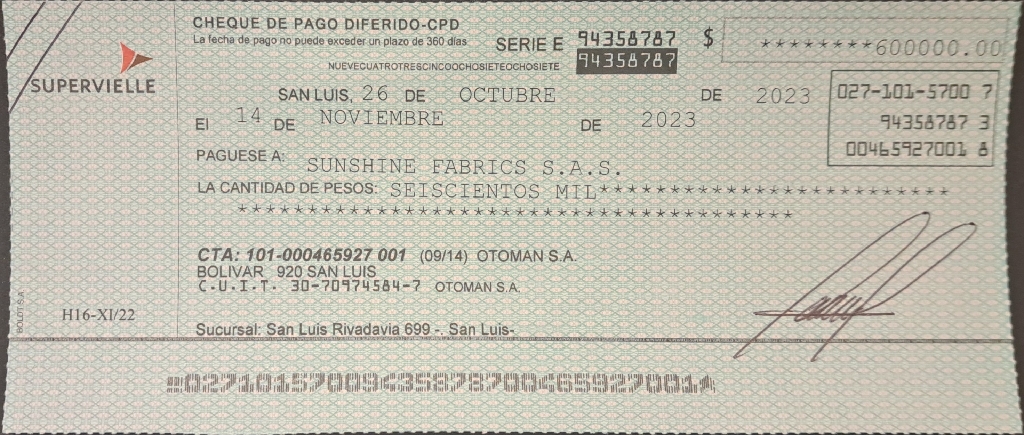 CHEQUE DE PAGO DIFERIDO-CPD
La fecha de pago no puede exceder un plazo de 360 días
SERIE E 94358787 $ ********600000.00
94358787
NUEVECUATROTRESCINCOOCHOSIETEOCHOSIETE
SUPERVIELLE
SAN LUIS, 26 DE OCTUBRE DE 2023
El 14 DE NOVIEMBRE DE 2023
027-101-5700 7
94358787 3
00465927001 8
PAGUESE A: SUNSHINE FABRICS S.A.S.
LA CANTIDAD DE PESOS: SEISCIENTOS MIL*****************************
**********************************************
CTA: 101-000465927 001 (09/14) OTOMAN S.A.
BOLIVAR 920 SAN LUIS
C.U.I.T. 30-70974584-7 OTOMAN S.A.
BOLDT S.A
H16-XI/22
Sucursal: San Luis Rivadavia 699 -. San Luis-
02710157009435878700465927001